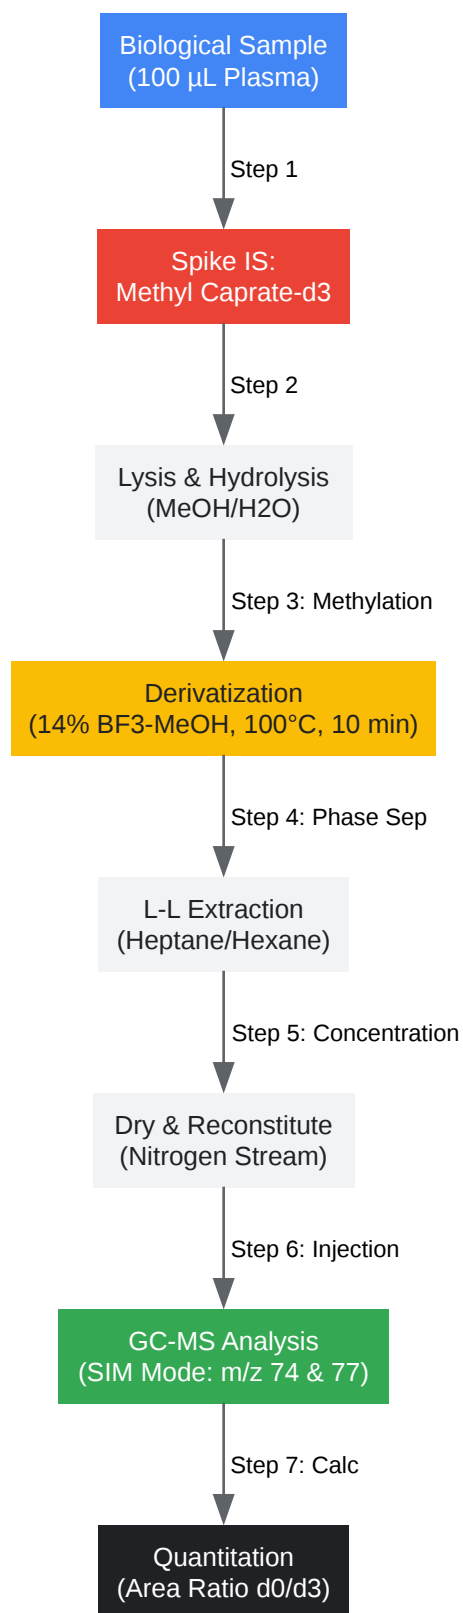 Biological Sample
(100 µL Plasma)
Step 1
Spike IS:
Methyl Caprate-d3
Step 2
Lysis & Hydrolysis
(MeOH/H2O)
Step 3: Methylation
Derivatization
(14% BF3-MeOH, 100°C, 10 min)
Step 4: Phase Sep
L-L Extraction
(Heptane/Hexane)
Step 5: Concentration
Dry & Reconstitute
(Nitrogen Stream)
Step 6: Injection
GC-MS Analysis
(SIM Mode: m/z 74 & 77)
Step 7: Calc
Quantitation
(Area Ratio d0/d3)